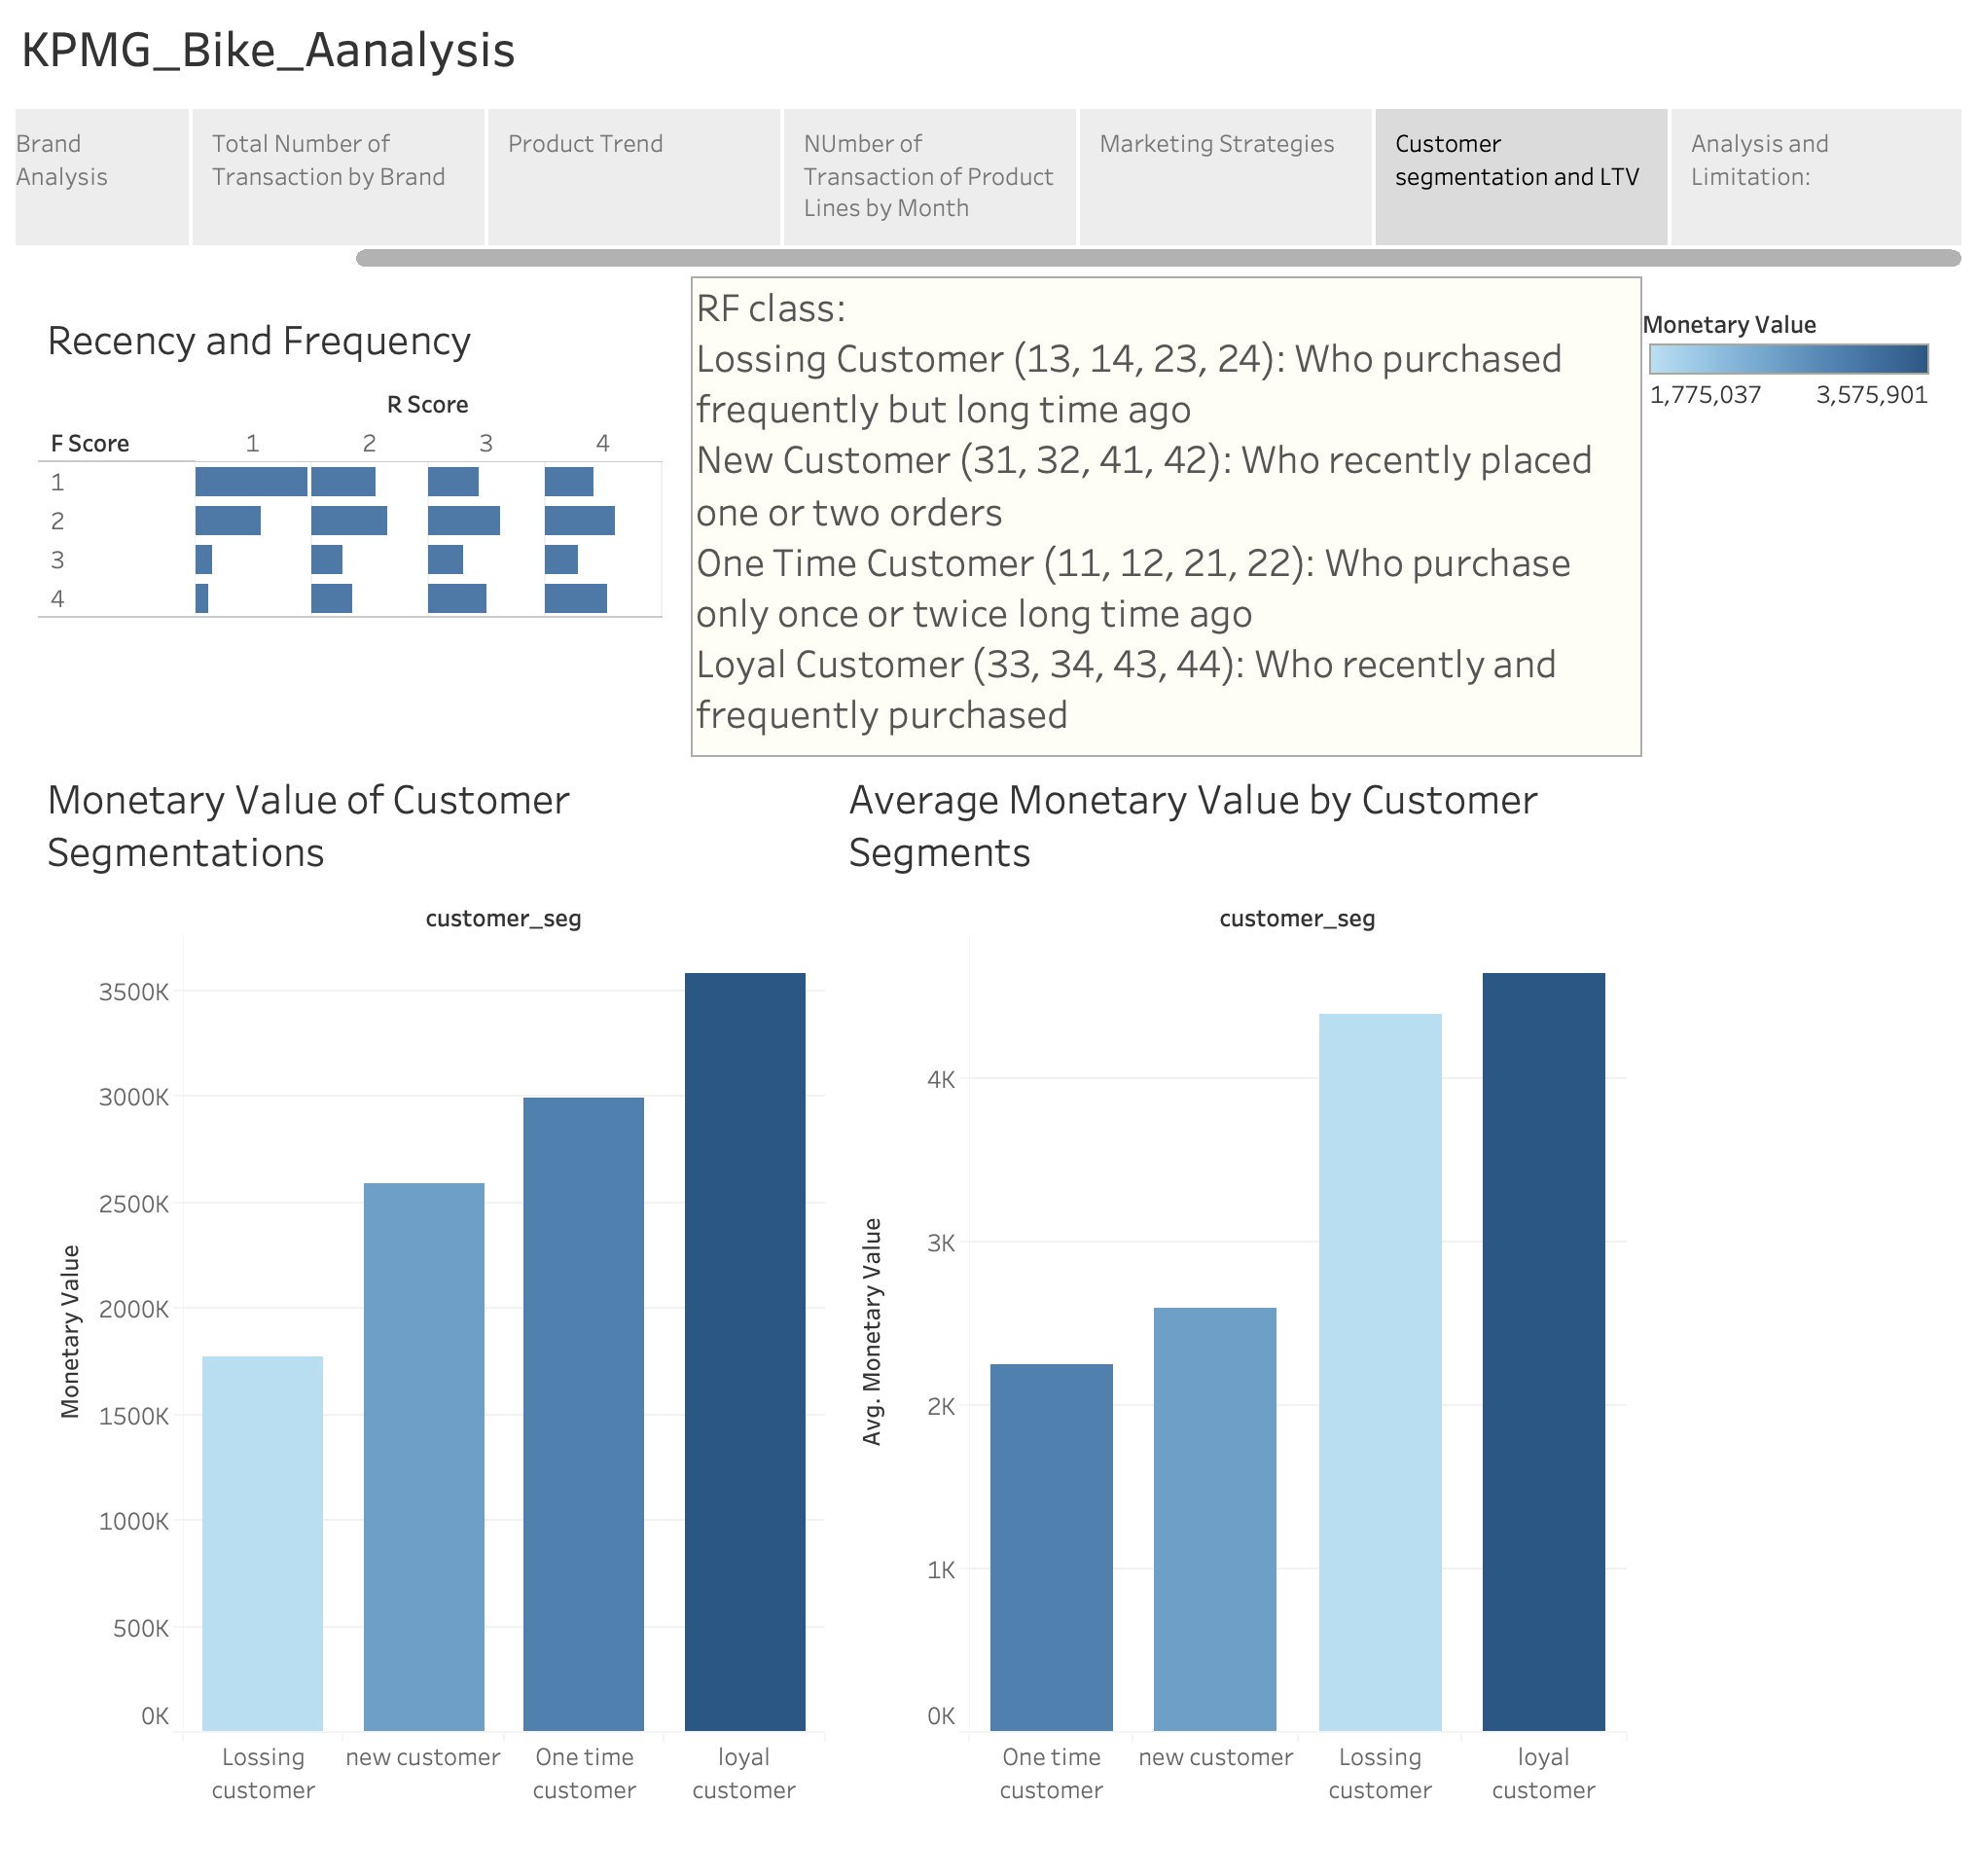 KPMG_Bike_Aanalysis
Brand
Analysis
Total Number of
Transaction by Brand
Product Trend
NUmber of
Transaction of Product
Lines by Month
Marketing Strategies
Customer
segmentation and LTV
Analysis and
Limitation:
Recency and Frequency
R Score
F Score 1 2 3 4
1
2
3
4
RF class:
Lossing Customer (13, 14, 23, 24): Who purchased
frequently but long time ago
New Customer (31, 32, 41, 42): Who recently placed
one or two orders
One Time Customer (11, 12, 21, 22): Who purchase
only once or twice long time ago
Loyal Customer (33, 34, 43, 44): Who recently and
frequently purchased
Monetary Value
1,775,037 3,575,901
Monetary Value of Customer
Segmentations
customer_seg
Monetary Value
3500K
3000K
2500K
2000K
1500K
1000K
500K
0K
Lossing
customer
new customer
One time
customer
loyal
customer
Average Monetary Value by Customer
Segments
customer_seg
Avg. Monetary Value
4K
3K
2K
1K
0K
One time
customer
new customer
Lossing
customer
loyal
customer